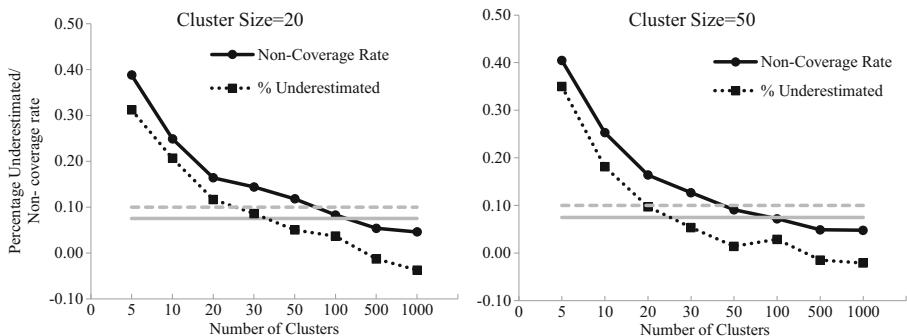 Cluster Size=20
Percentage Underestimated/
Non- coverage rate
0.50
0.40
0.30
0.20
0.10
0.00
-0.10
Non-Coverage Rate
% Underestimated
0 5 10 20 30 50 100 500 1000
Number of Clusters
Cluster Size=50
0.50
0.40
0.30
0.20
0.10
0.00
-0.10
Non-Coverage Rate
% Underestimated
0 5 10 20 30 50 100 500 1000
Number of Clusters